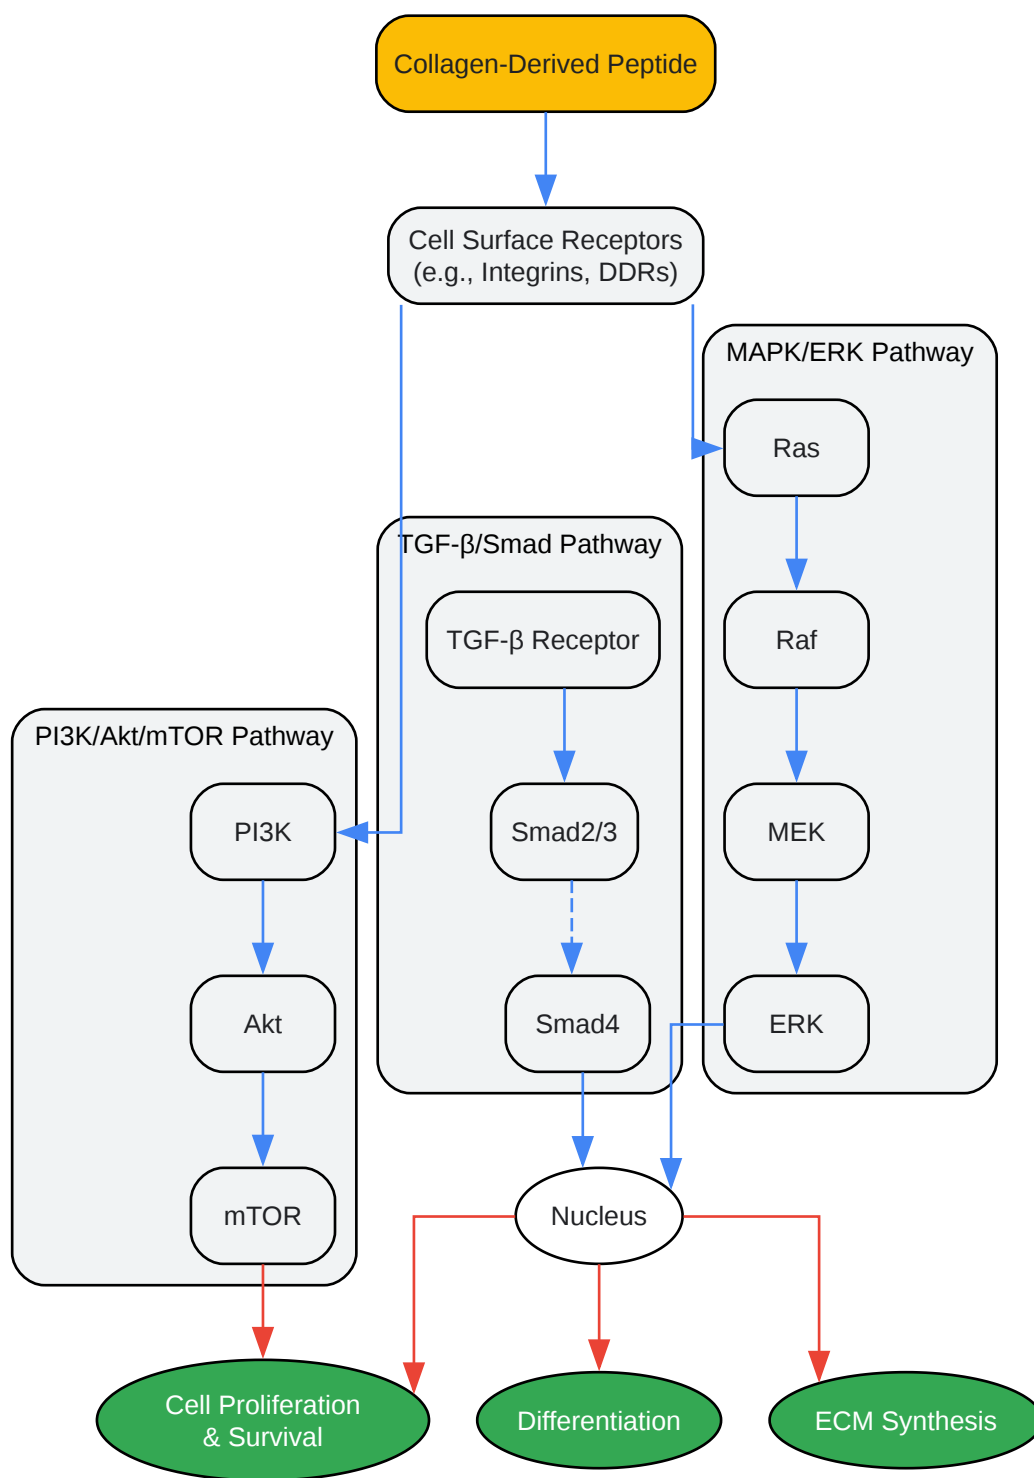 Collagen-Derived Peptide
Cell Surface Receptors
(e.g., Integrins, DDRs)
MAPK/ERK Pathway
Ras
TGF-β/Smad Pathway
TGF-β Receptor
Raf
PI3K/Akt/mTOR Pathway
PI3K
Smad2/3
MEK
Akt
Smad4
ERK
mTOR
Nucleus
Cell Proliferation
& Survival
Differentiation
ECM Synthesis